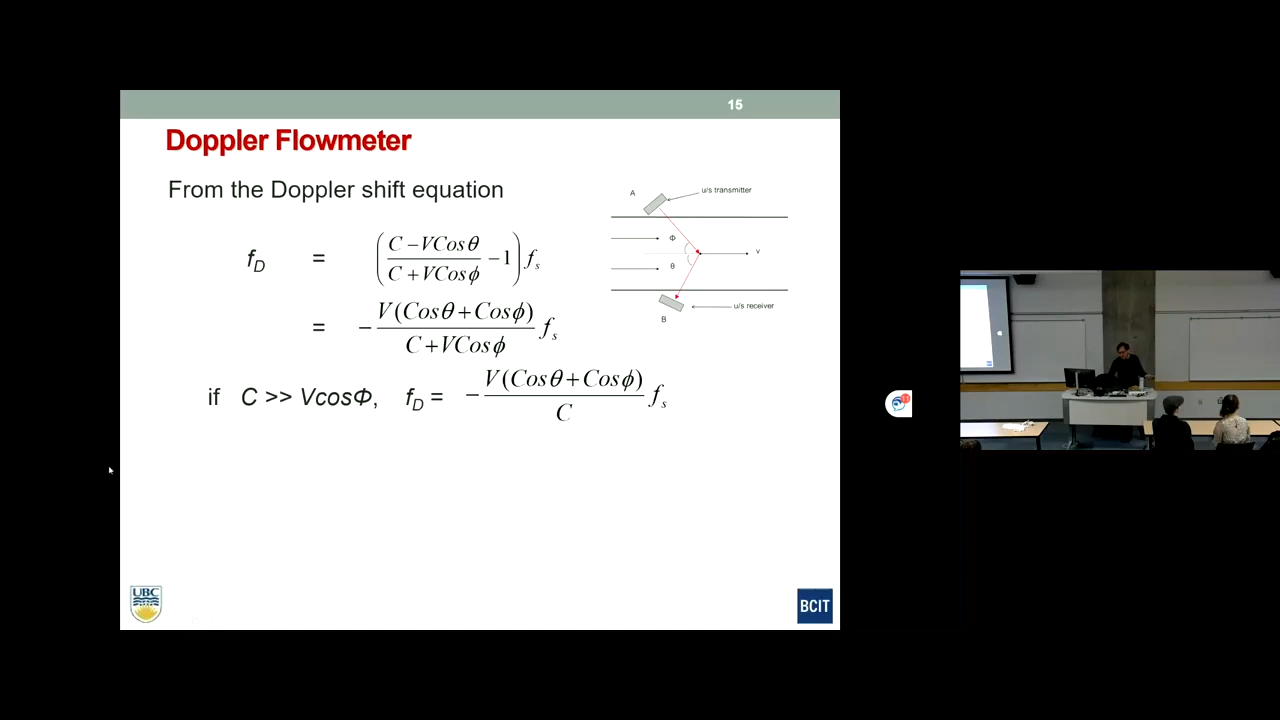 15
Doppler Flowmeter
From the Doppler shift equation
A
u/s transmitter
Φ
v
θ
u/s receiver
B
f_D = ( (C − VCosθ) / (C + VCosϕ) − 1 ) f_s
= − V(Cosθ + Cosϕ) / (C + VCosϕ) f_s
if C >> VcosΦ, f_D = − V(Cosθ + Cosϕ) / C f_s
UBC
BCIT